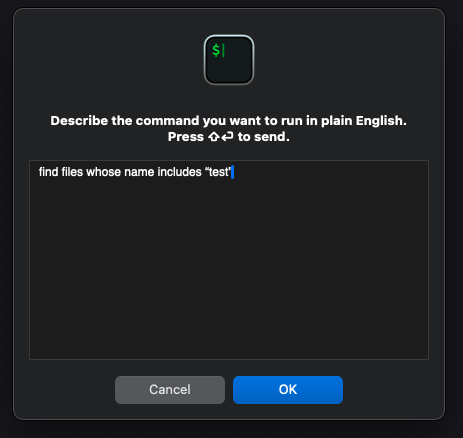 $
Describe the command you want to run in plain English.
Press ⇧⏎ to send.
find files whose name includes “test"
Cancel
OK